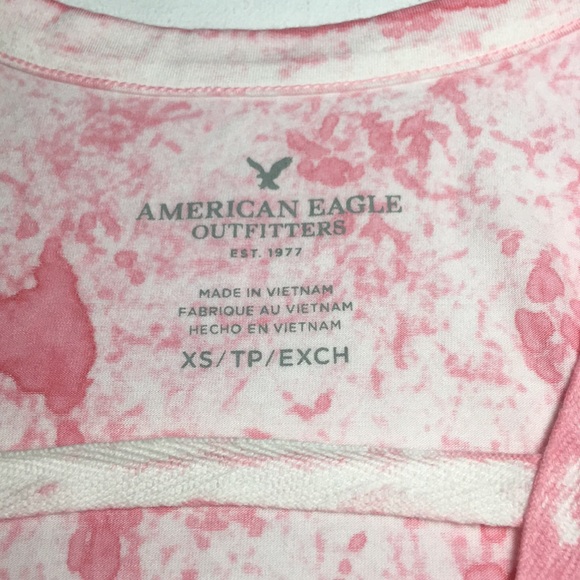 AMERICAN EAGLE
OUTFITTERS
EST. 1977
MADE IN VIETNAM
FABRIQUE AU VIETNAM
HECHO EN VIETNAM
XS/TP/EXCH